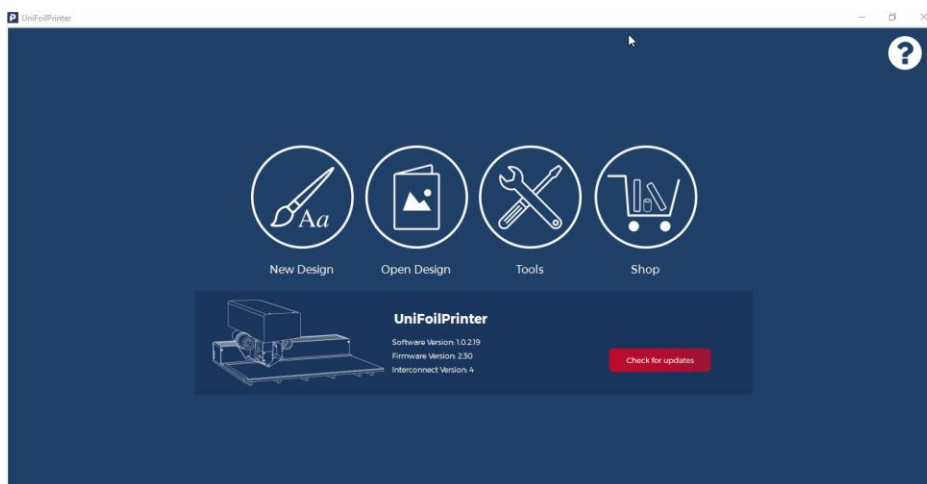 P UniFoilPrinter
?
Aa
New Design Open Design Tools Shop
UniFoilPrinter
Software Version: 1.0.2.19
Firmware Version: 2.30
Interconnect Version: 4
Check for updates